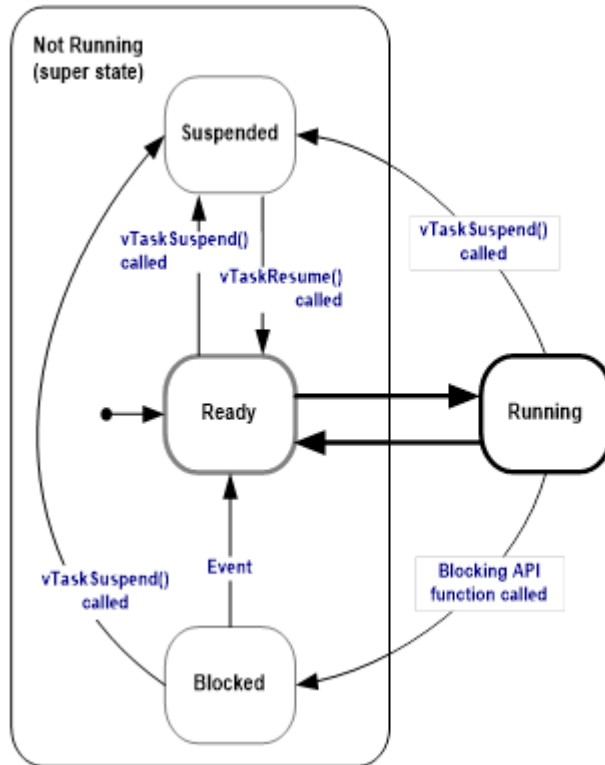 Not Running
(super state)
Suspended
vTaskSuspend()
called
vTaskResume()
called
vTaskSuspend()
called
Ready
Running
vTaskSuspend()
called
Event
Blocking API
function called
Blocked